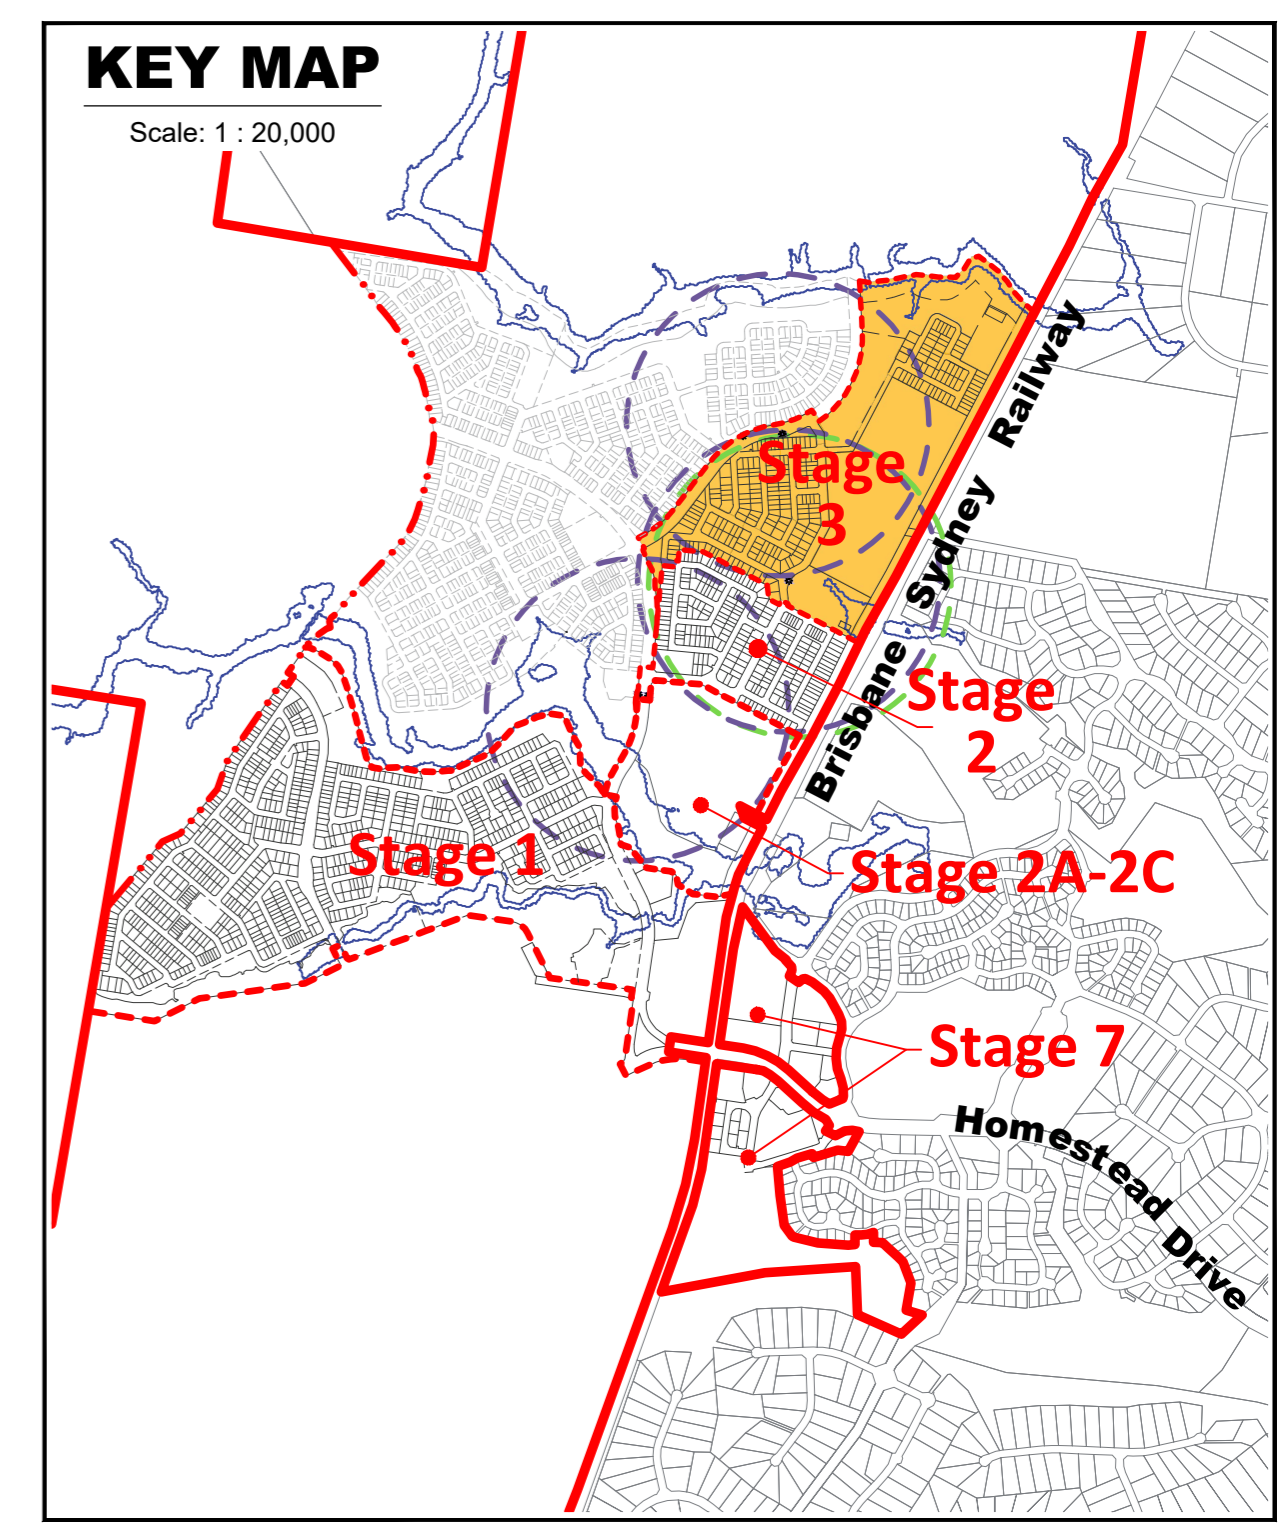 KEY MAP
Scale: 1 : 20,000
Brisbane Sydney Railway
Stage
3
Stage
2
Stage 1
Stage 2A-2C
Stage 7
Homestead Drive